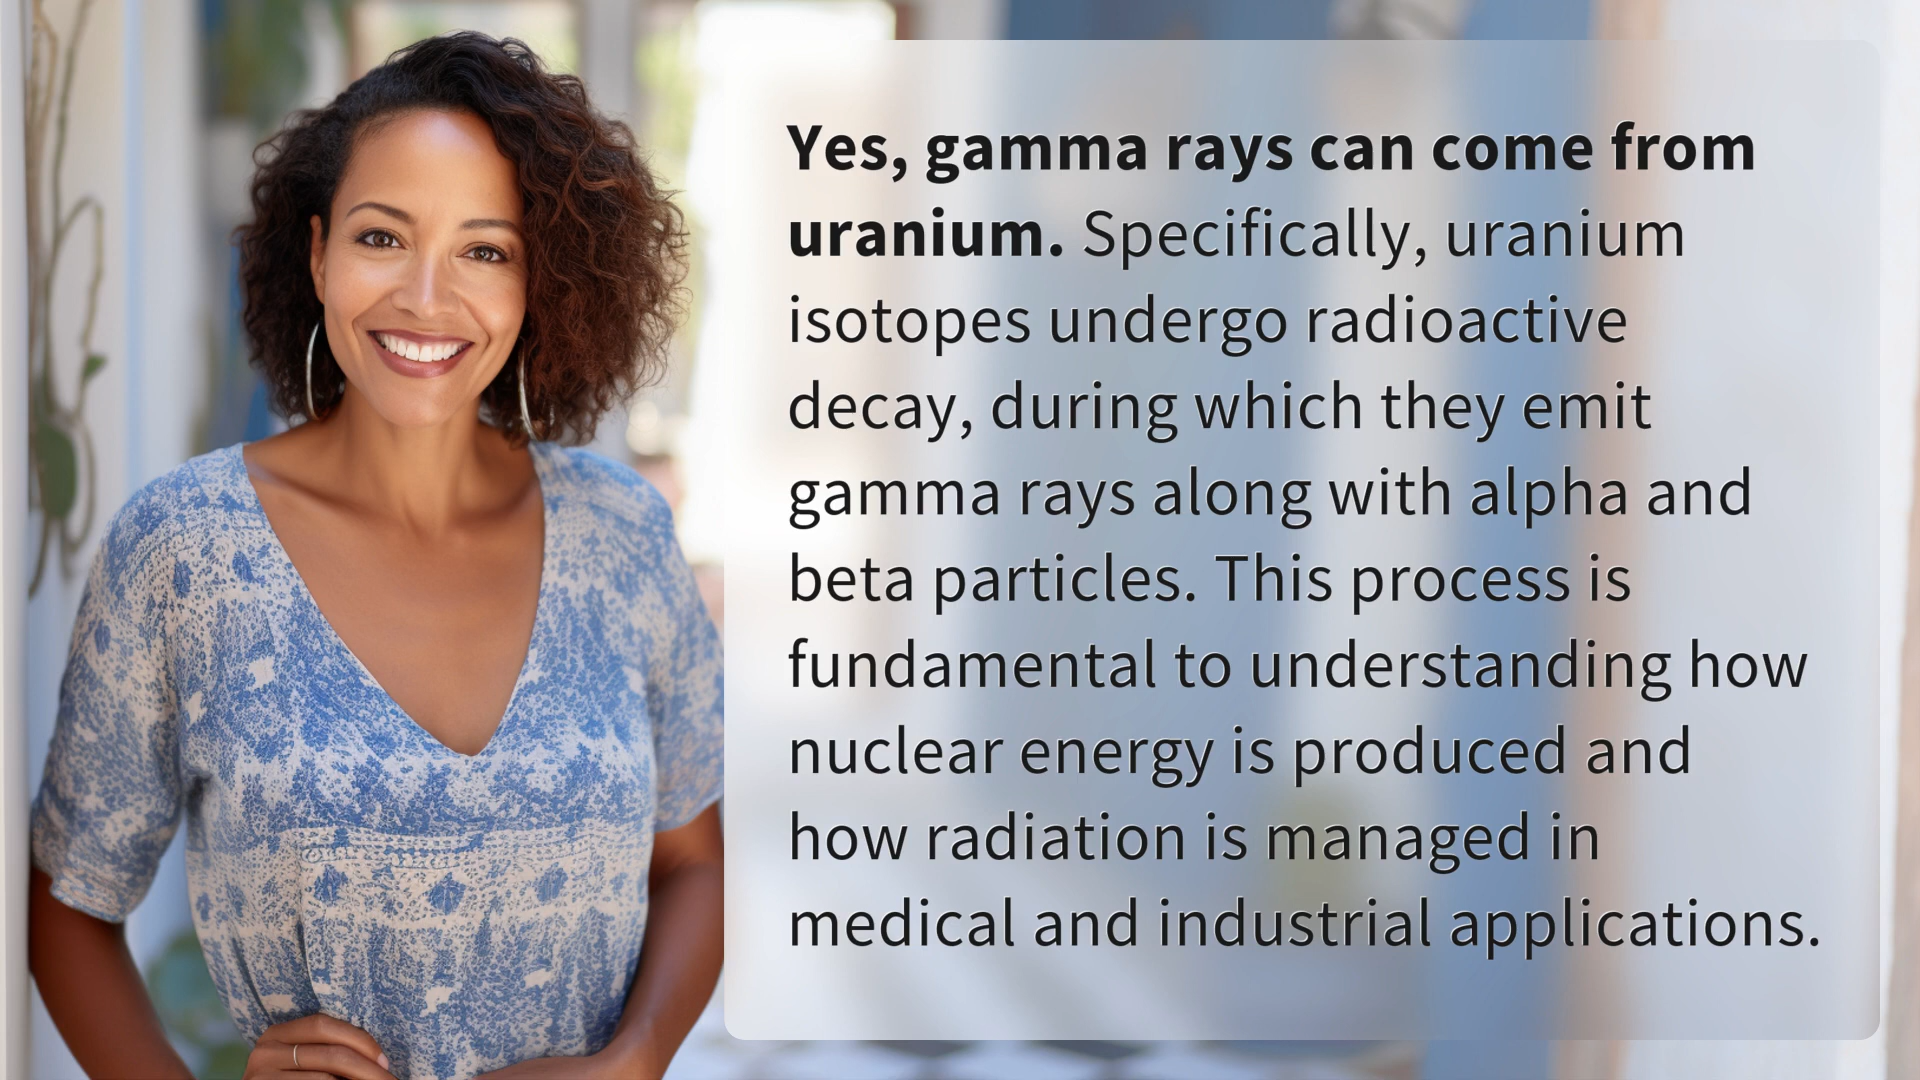 Yes, gamma rays can come from
uranium. Specifically, uranium
isotopes undergo radioactive
decay, during which they emit
gamma rays along with alpha and
beta particles. This process is
fundamental to understanding how
nuclear energy is produced and
how radiation is managed in
medical and industrial applications.